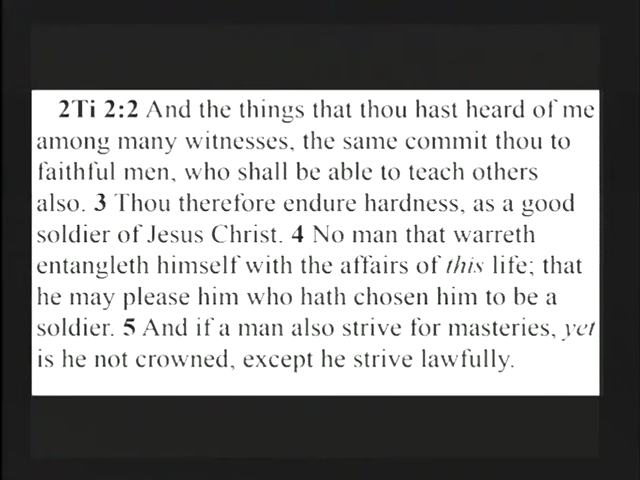 2Ti 2:2 And the things that thou hast heard of me
among many witnesses, the same commit thou to
faithful men, who shall be able to teach others
also. 3 Thou therefore endure hardness, as a good
soldier of Jesus Christ. 4 No man that warreth
entangleth himself with the affairs of this life; that
he may please him who hath chosen him to be a
soldier. 5 And if a man also strive for masteries, yet
is he not crowned, except he strive lawfully.